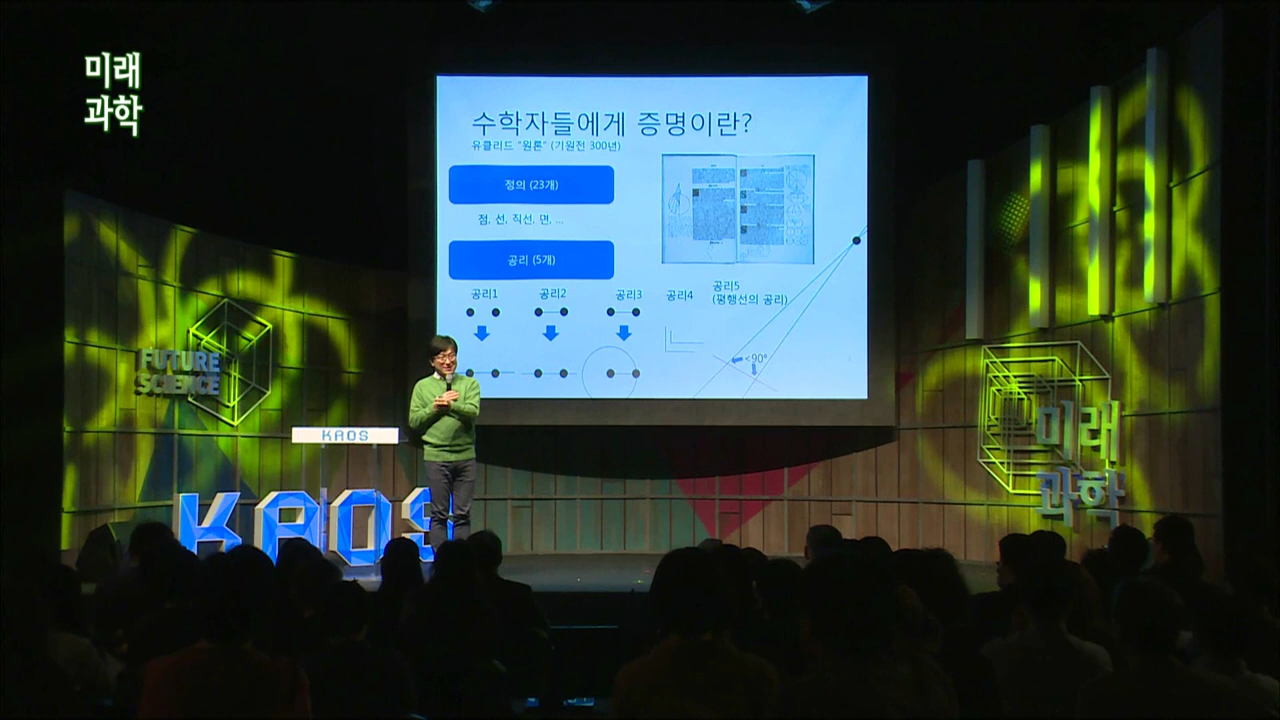 미래
과학
수학자들에게 증명이란?
유클리드 "원론" (기원전 300년)
정의 (23개)
점, 선, 직선, 면, ...
공리 (5개)
공리1
공리2
공리3
공리4
공리5
(평행선의 공리)
<90°
FUTURE
SCIENCE
KAOS
KAOS
미래
과학